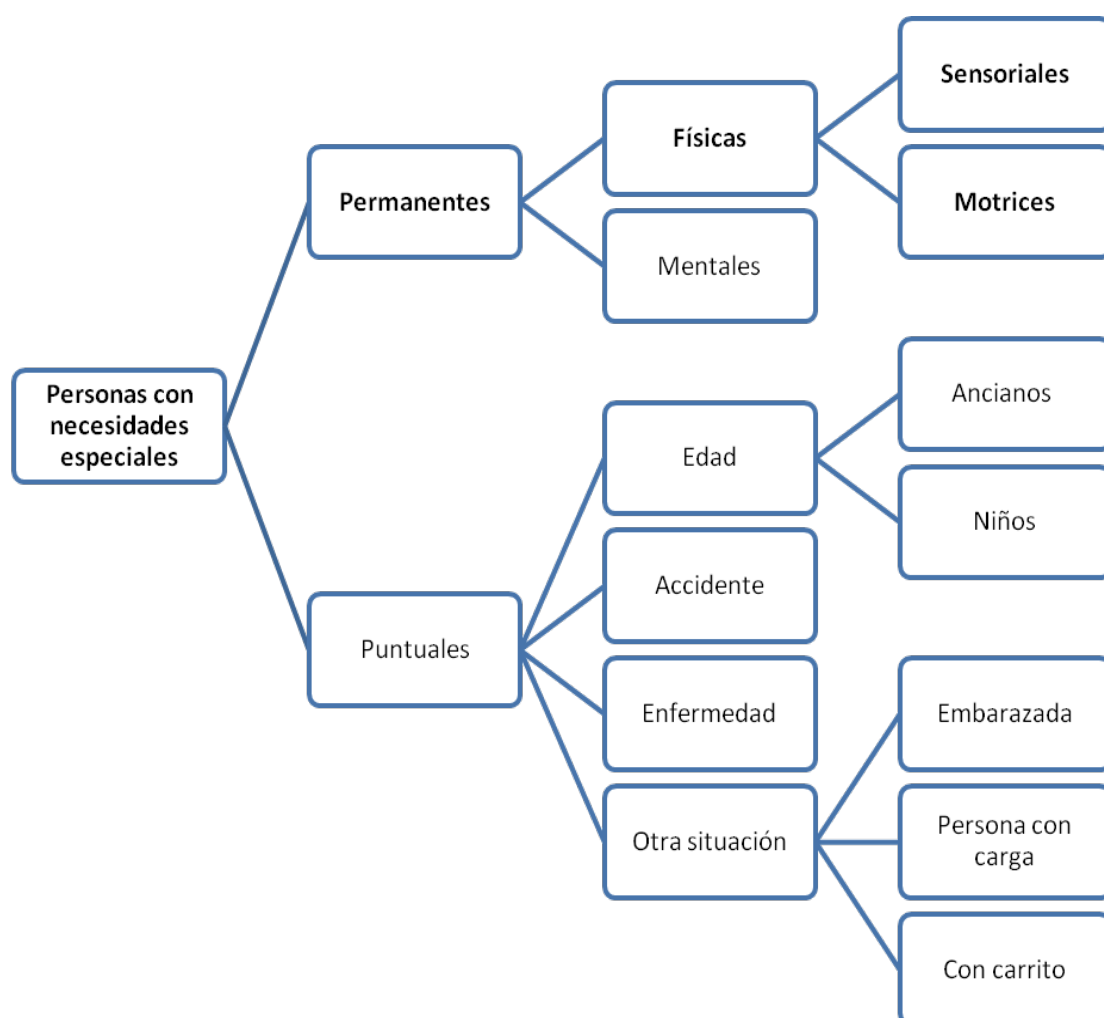 Personas con
necesidades
especiales
Permanentes
Físicas
Sensoriales
Motrices
Mentales
Puntuales
Edad
Ancianos
Niños
Accidente
Enfermedad
Otra situación
Embarazada
Persona con
carga
Con carrito